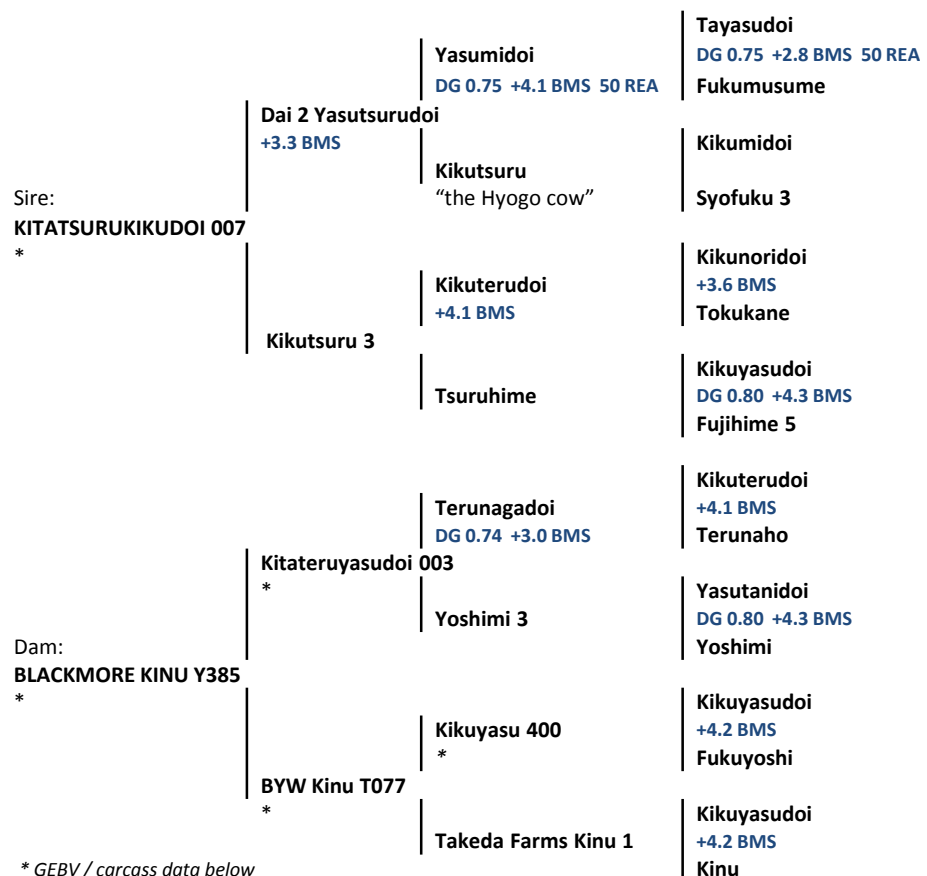 Tayasudoi
Yasumidoi
DG 0.75 +2.8 BMS 50 REA
DG 0.75 +4.1 BMS 50 REA
Fukumusume
Dai 2 Yasutsurudoi
+3.3 BMS
Kikumidoi
Kikutsuru
Sire:
"the Hyogo cow"
Syofuku 3
KITATSURUKIKUDOI 007
*
Kikunoridoi
Kikuterudoi
+3.6 BMS
+4.1 BMS
Tokukane
Kikutsuru 3
Kikuyasudoi
Tsuruhime
DG 0.80 +4.3 BMS
Fujihime 5
Kikuterudoi
Terunagadoi
+4.1 BMS
DG 0.74 +3.0 BMS
Terunaho
Kitateruyasudoi 003
*
Yasutanidoi
Yoshimi 3
DG 0.80 +4.3 BMS
Dam:
Yoshimi
BLACKMORE KINU Y385
*
Kikuyasudoi
Kikuyasu 400
+4.2 BMS
*
Fukuyoshi
BYW Kinu T077
*
Kikuyasudoi
Takeda Farms Kinu 1
+4.2 BMS
* GEBV / carcass data below
Kinu